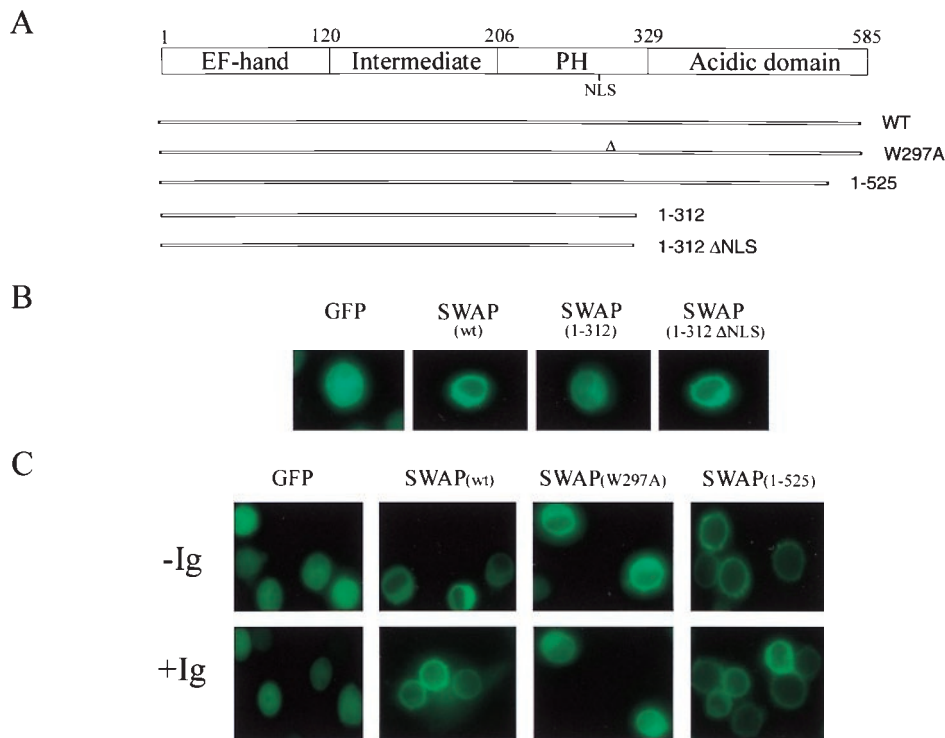 A
1 120 206 329 585
EF-hand Intermediate PH Acidic domain
NLS
WT
Δ
W297A
1-525
1-312
1-312 ΔNLS
B
GFP SWAP SWAP SWAP
(wt) (1-312) (1-312 ΔNLS)
C
GFP SWAP(wt) SWAP(W297A) SWAP(1-525)
-Ig
+Ig